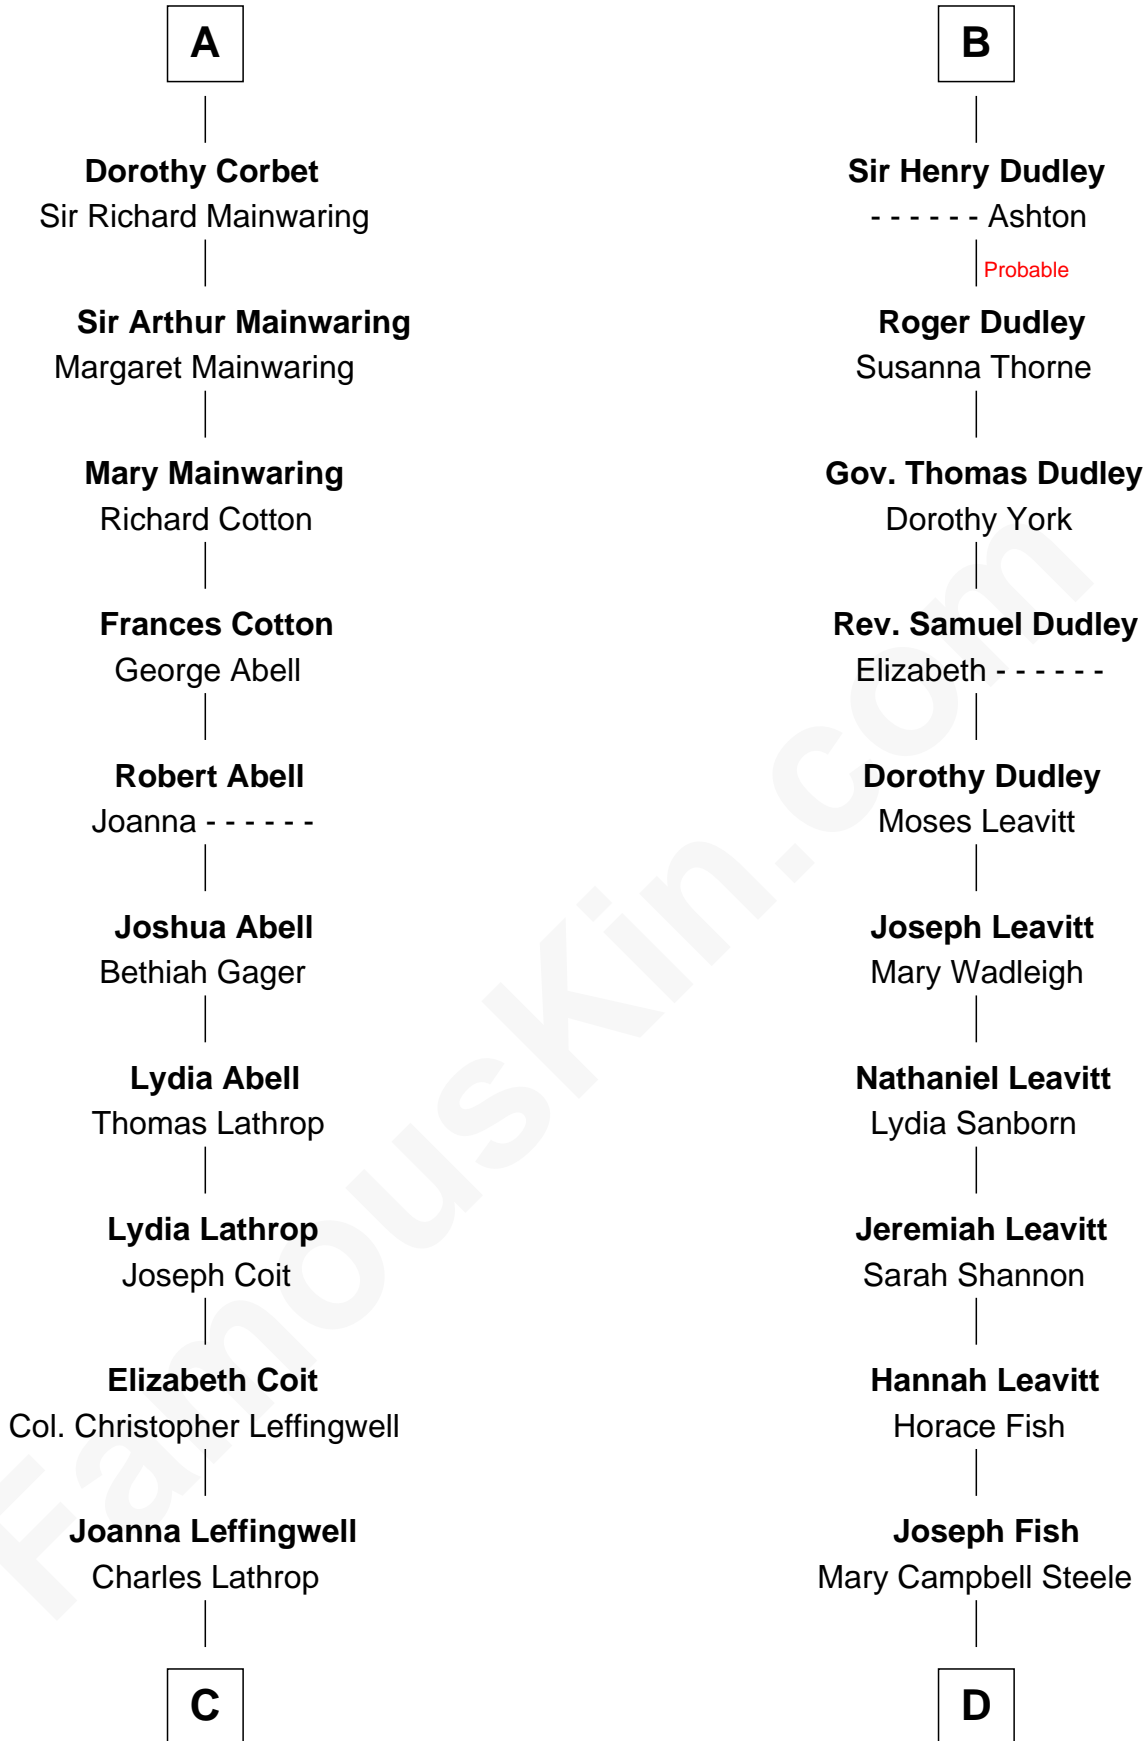 A
Dorothy Corbet
Sir Richard Mainwaring
Sir Arthur Mainwaring
Margaret Mainwaring
Mary Mainwaring
Richard Cotton
Frances Cotton
George Abell
Robert Abell
Joanna - - - - - -
Joshua Abell
Bethiah Gager
Lydia Abell
Thomas Lathrop
Lydia Lathrop
Joseph Coit
Elizabeth Coit
Col. Christopher Leffingwell
Joanna Leffingwell
Charles Lathrop
C
B
Sir Henry Dudley
- - - - - - Ashton
Probable
Roger Dudley
Susanna Thorne
Gov. Thomas Dudley
Dorothy York
Rev. Samuel Dudley
Elizabeth - - - - - -
Dorothy Dudley
Moses Leavitt
Joseph Leavitt
Mary Wadleigh
Nathaniel Leavitt
Lydia Sanborn
Jeremiah Leavitt
Sarah Shannon
Hannah Leavitt
Horace Fish
Joseph Fish
Mary Campbell Steele
D
FamousKin.com